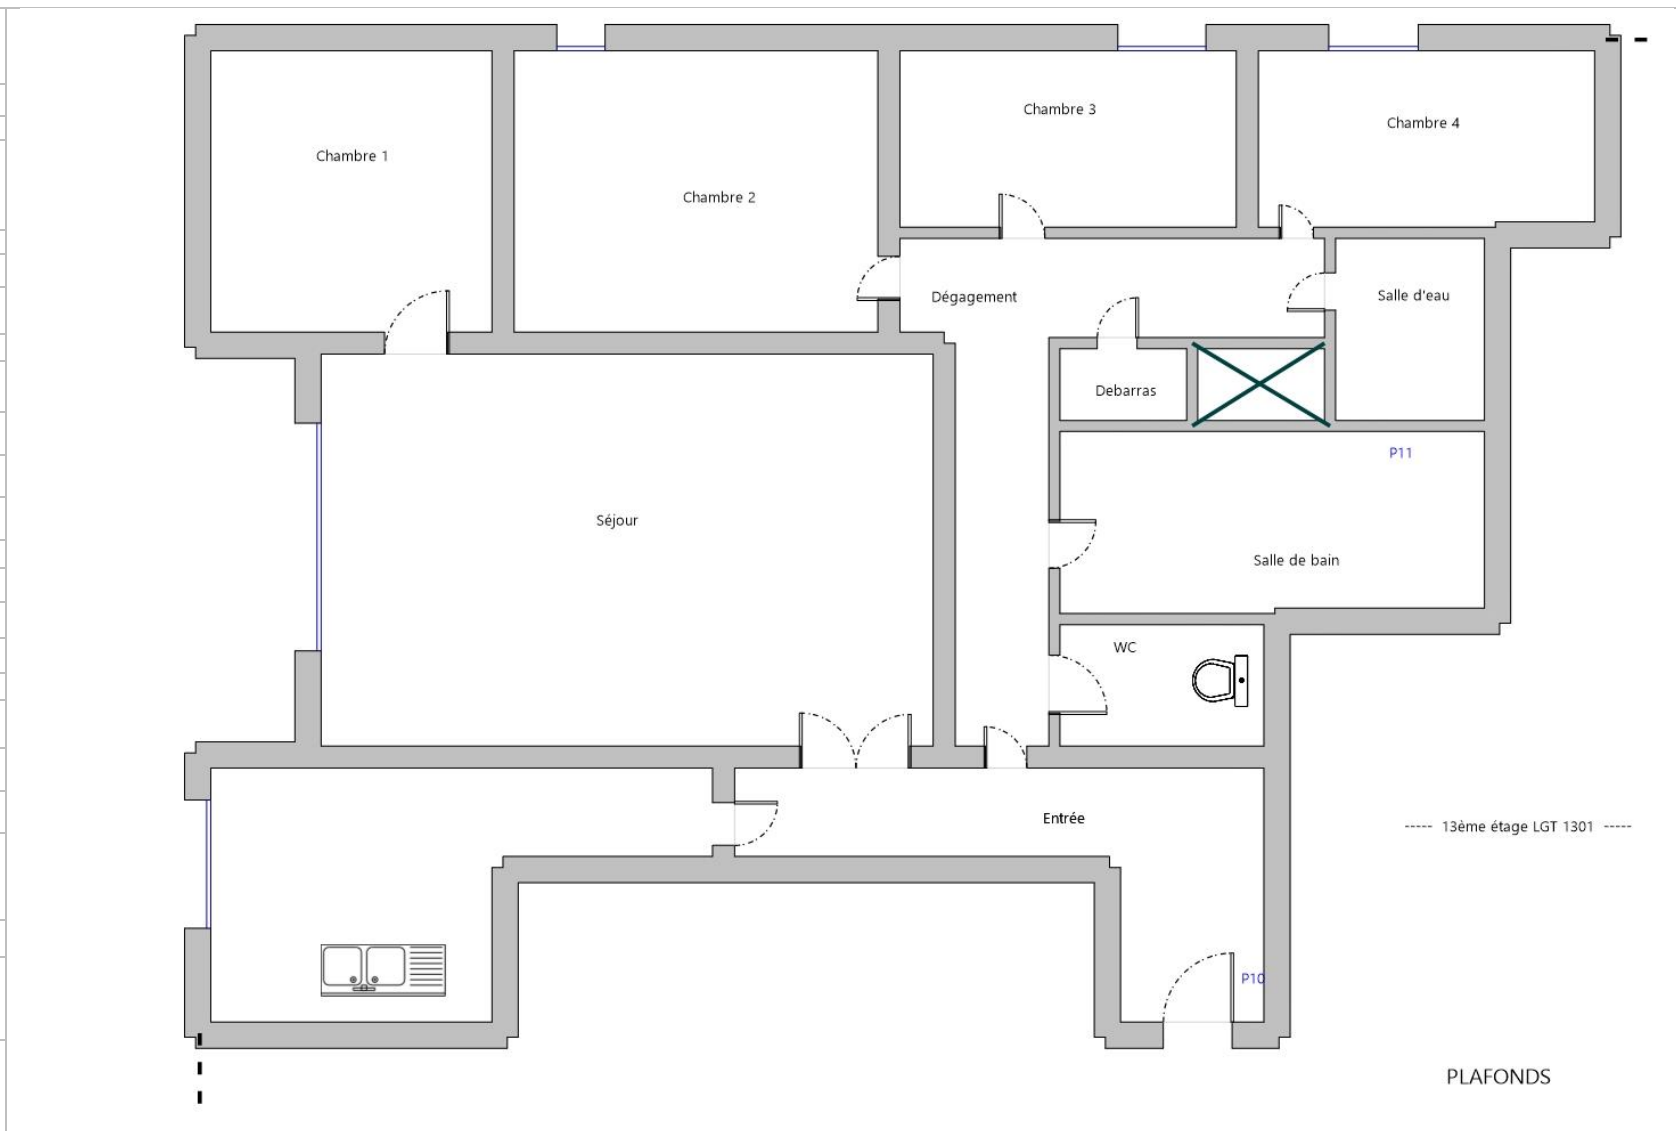 Chambre 3
Chambre 4
Chambre 1
Chambre 2
Dégagement
Salle d'eau
Debarras
P11
Séjour
Salle de bain
WC
Entrée
----- 13ème étage LGT 1301 -----
P10
PLAFONDS